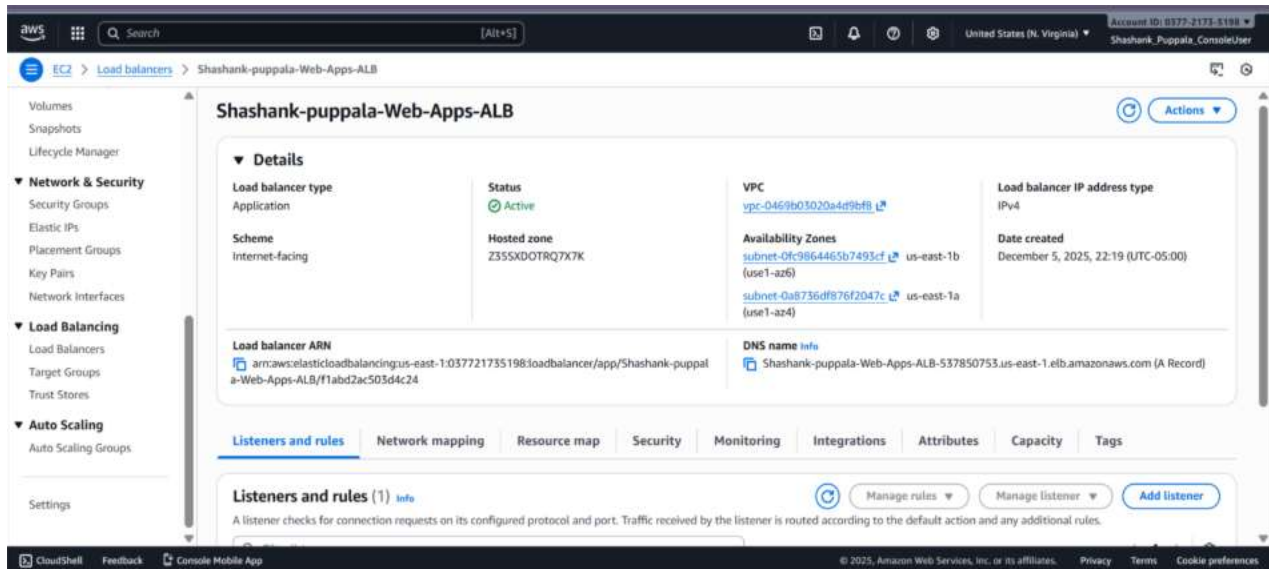 aws
Search
[Alt+S]
United States (N. Virginia)
Account ID: 0377-2173-5198
Shashank_Puppala_ConsoleUser
EC2 > Load balancers > Shashank-puppala-Web-Apps-ALB
Volumes
Snapshots
Lifecycle Manager
Network & Security
Security Groups
Elastic IPs
Placement Groups
Key Pairs
Network Interfaces
Load Balancing
Load Balancers
Target Groups
Trust Stores
Auto Scaling
Auto Scaling Groups
Settings
Shashank-puppala-Web-Apps-ALB
Actions
Details
Load balancer type
Application
Status
Active
VPC
vpc-0469b03020a4d9bf8
Load balancer IP address type
IPv4
Scheme
Internet-facing
Hosted zone
Z35SXDOTRQ7X7K
Availability Zones
subnet-0fc9864465b7493cf us-east-1b
(use1-az6)
subnet-0a8736df876f2047c us-east-1a
(use1-az4)
Date created
December 5, 2025, 22:19 (UTC-05:00)
Load balancer ARN
arn:aws:elasticloadbalancing:us-east-1:037721735198:loadbalancer/app/Shashank-puppal
a-Web-Apps-ALB/f1abd2ac503d4c24
DNS name Info
Shashank-puppala-Web-Apps-ALB-537850753.us-east-1.elb.amazonaws.com (A Record)
Listeners and rules
Network mapping
Resource map
Security
Monitoring
Integrations
Attributes
Capacity
Tags
Listeners and rules (1) Info
Manage rules
Manage listener
Add listener
A listener checks for connection requests on its configured protocol and port. Traffic received by the listener is routed according to the default action and any additional rules.
CloudShell
Feedback
Console Mobile App
© 2025, Amazon Web Services, Inc. or its affiliates.
Privacy
Terms
Cookie preferences